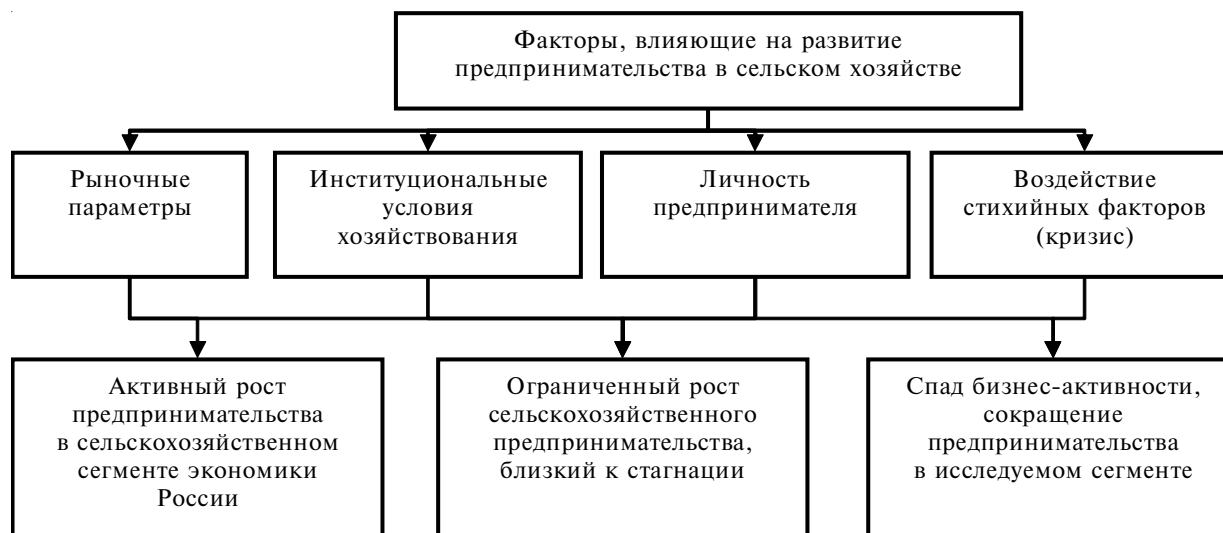 Факторы, влияющие на развитие
предпринимательства в сельском хозяйстве
Рыночные
параметры
Институциональные
условия
хозяйствования
Личность
предпринимателя
Воздействие
стихийных факторов
(кризис)
Активный рост
предпринимательства
в сельскохозяйственном
сегменте экономики
России
Ограниченный рост
сельскохозяйственного
предпринимательства,
близкий к стагнации
Спад бизнес-активности,
сокращение
предпринимательства
в исследуемом сегменте